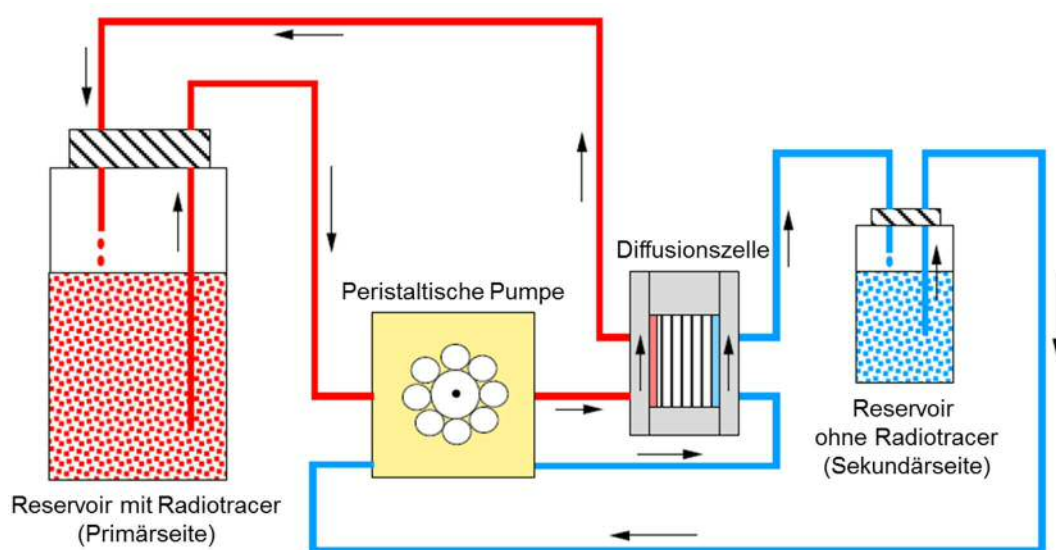 Diffusionszelle
Peristaltische Pumpe
Reservoir
ohne Radiotracer
(Sekundärseite)
Reservoir mit Radiotracer
(Primärseite)